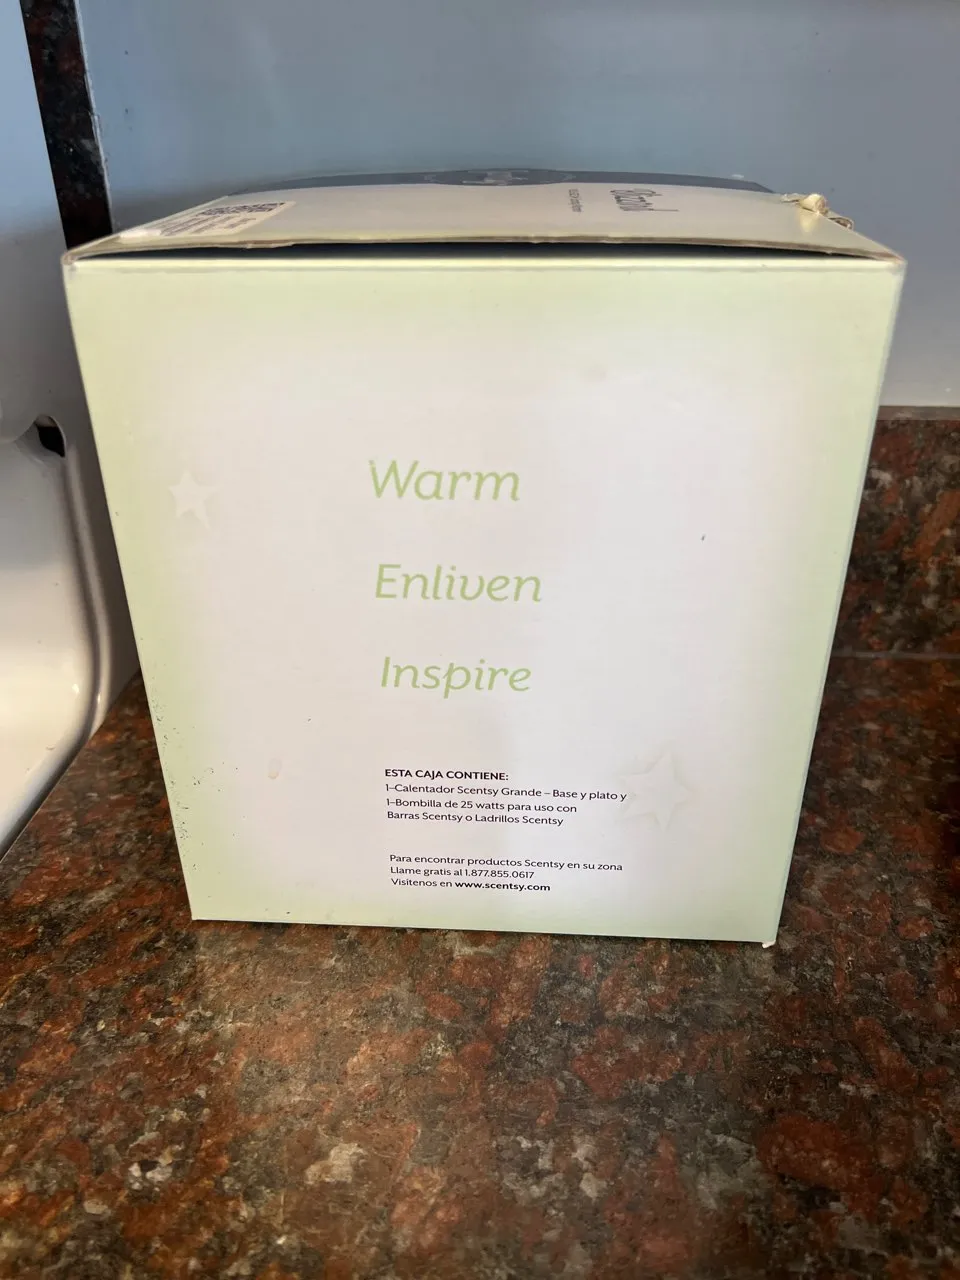 Warm
Enliven
Inspire
ESTA CAJA CONTIENE:
1–Calentador Scentsy Grande – Base y plato y
1–Bombilla de 25 watts para uso con
Barras Scentsy o Ladrillos Scentsy
Para encontrar productos Scentsy en su zona
Llame gratis al 1.877.855.0617
Visítenos en www.scentsy.com